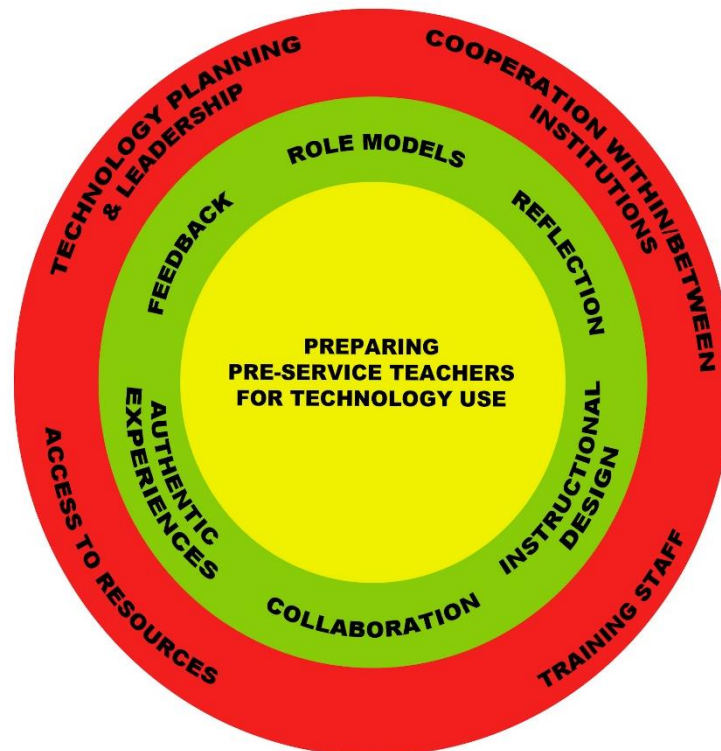 TECHNOLOGY PLANNING
& LEADERSHIP
COOPERATION WITHIN/BETWEEN
INSTITUTIONS
ROLE MODELS
FEEDBACK
REFLECTION
PREPARING
PRE-SERVICE TEACHERS
FOR TECHNOLOGY USE
AUTHENTIC
EXPERIENCES
INSTRUCTIONAL
DESIGN
COLLABORATION
ACCESS TO RESOURCES
TRAINING STAFF